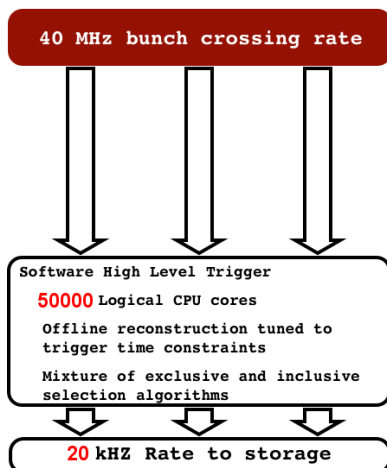 40 MHz bunch crossing rate
Software High Level Trigger
50000 Logical CPU cores
Offline reconstruction tuned to
trigger time constraints
Mixture of exclusive and inclusive
selection algorithms
20 kHZ Rate to storage